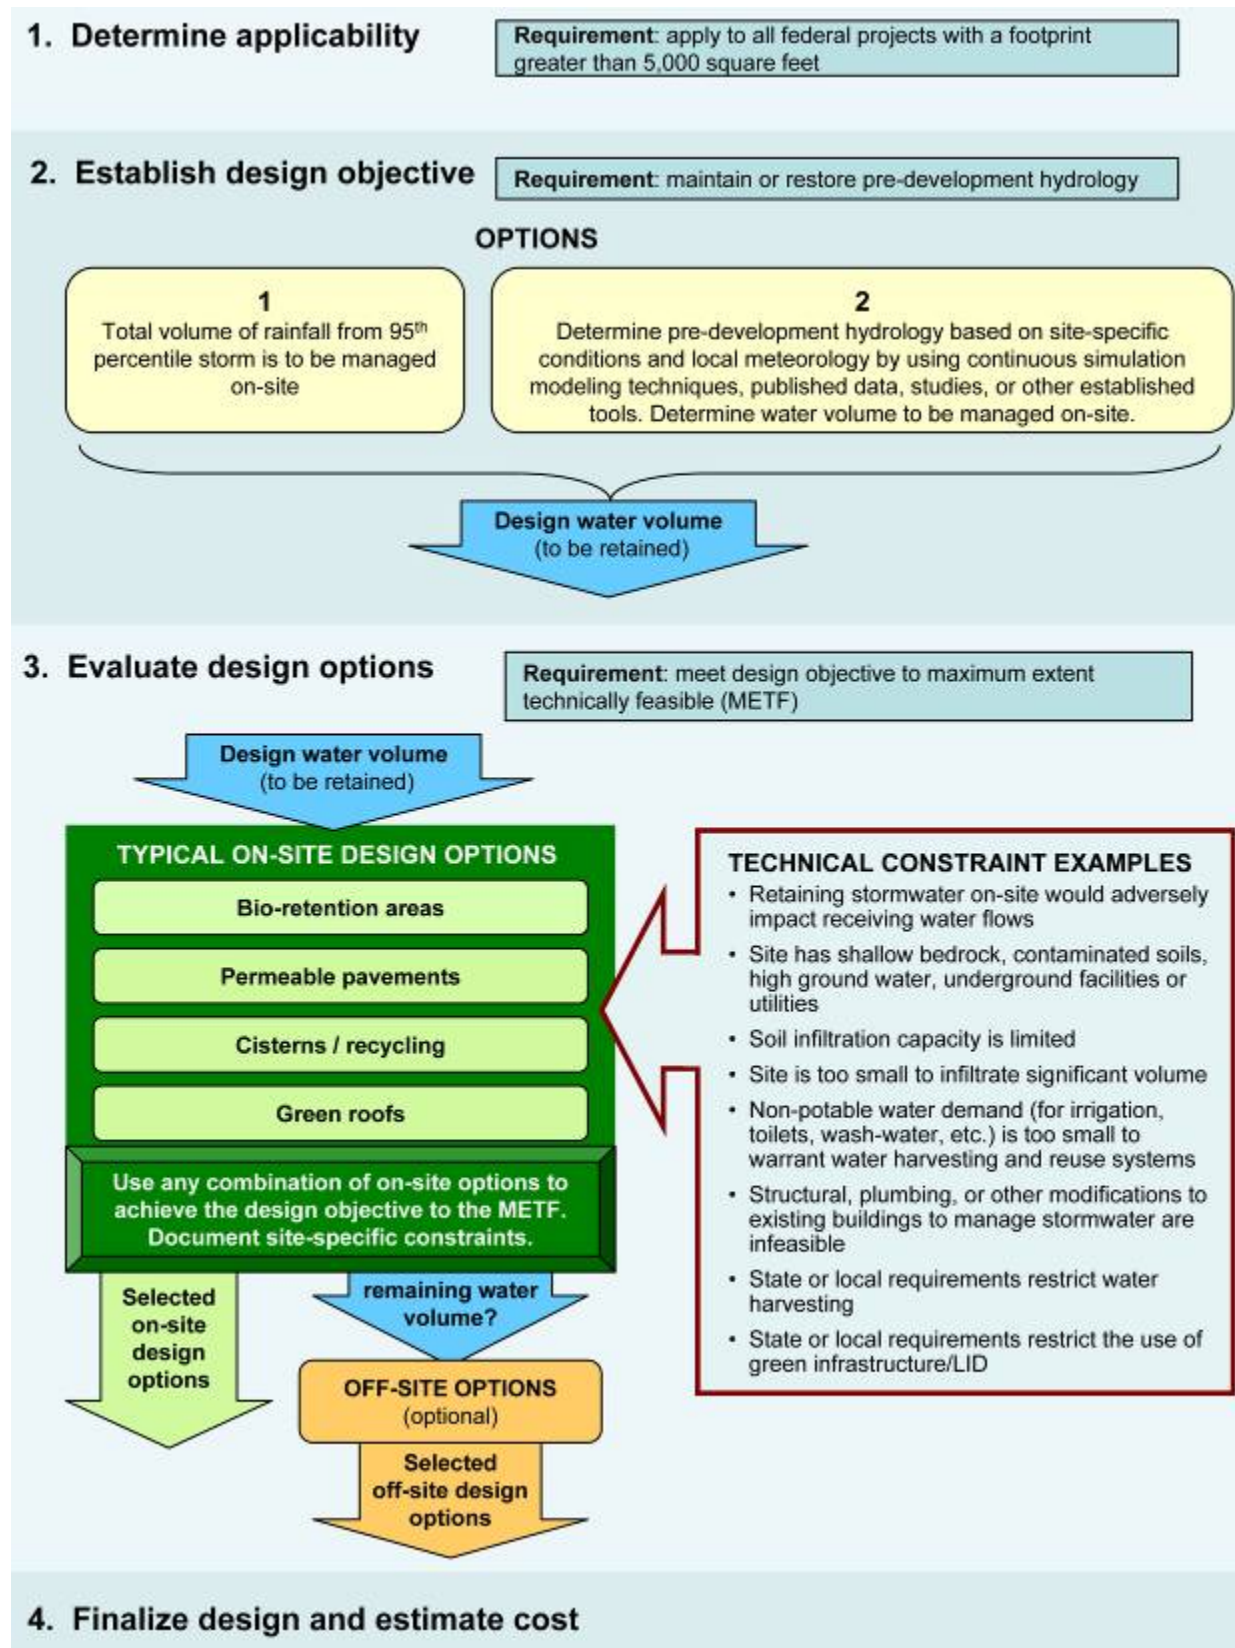 1. Determine applicability
Requirement: apply to all federal projects with a footprint
greater than 5,000 square feet
2. Establish design objective
Requirement: maintain or restore pre-development hydrology
OPTIONS
1
Total volume of rainfall from 95th
percentile storm is to be managed
on-site
2
Determine pre-development hydrology based on site-specific
conditions and local meteorology by using continuous simulation
modeling techniques, published data, studies, or other established
tools. Determine water volume to be managed on-site.
Design water volume
(to be retained)
3. Evaluate design options
Requirement: meet design objective to maximum extent
technically feasible (METF)
Design water volume
(to be retained)
TYPICAL ON-SITE DESIGN OPTIONS
Bio-retention areas
Permeable pavements
Cisterns / recycling
Green roofs
Use any combination of on-site options to
achieve the design objective to the METF.
Document site-specific constraints.
TECHNICAL CONSTRAINT EXAMPLES
• Retaining stormwater on-site would adversely
impact receiving water flows
• Site has shallow bedrock, contaminated soils,
high ground water, underground facilities or
utilities
• Soil infiltration capacity is limited
• Site is too small to infiltrate significant volume
• Non-potable water demand (for irrigation,
toilets, wash-water, etc.) is too small to
warrant water harvesting and reuse systems
• Structural, plumbing, or other modifications to
existing buildings to manage stormwater are
infeasible
• State or local requirements restrict water
harvesting
• State or local requirements restrict the use of
green infrastructure/LID
Selected
on-site
design
options
remaining water
volume?
OFF-SITE OPTIONS
(optional)
Selected
off-site design
options
4. Finalize design and estimate cost